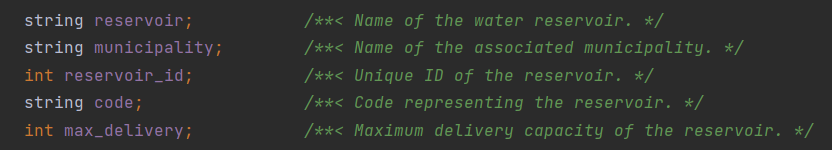 string reservoir; /**< Name of the water reservoir. */
string municipality; /**< Name of the associated municipality. */
int reservoir_id; /**< Unique ID of the reservoir. */
string code; /**< Code representing the reservoir. */
int max_delivery; /**< Maximum delivery capacity of the reservoir. */